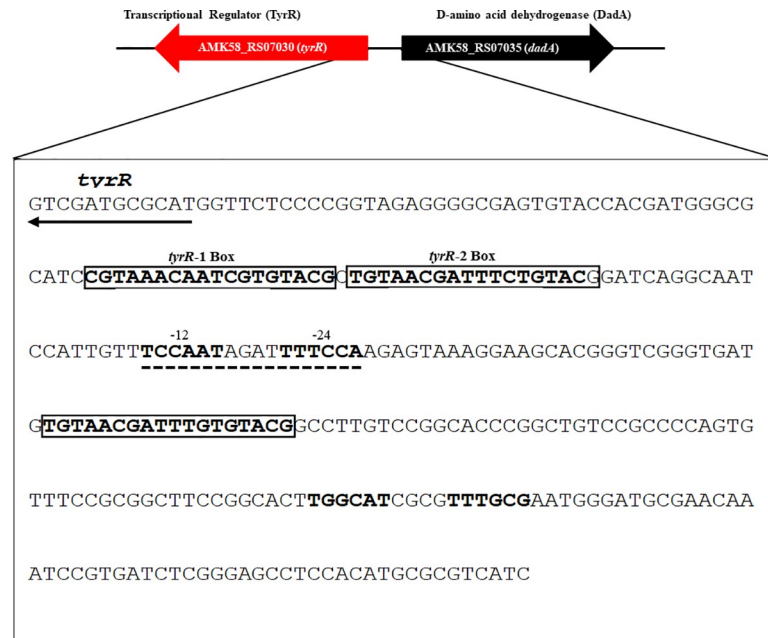 Transcriptional Regulator (TyrR) D-amino acid dehydrogenase (DadA)
AMK58_RS07030 (tyrR) AMK58_RS07035 (dadA)
tyrR
GTCGATGCGCATGGTTCTCCCCGGTAGAGGGGCGAGTGTACCACGATGGGCG
tyrR-1 Box tyrR-2 Box
CATCCGTAAACAATCGTGTACGCTGTAACGATTTCTGTACGGATCAGGCAAT
-12 -24
CCATTGTTTTCCAATAGATTTTCCAAGAGTAAAGGAAGCACGGGTCGGGTGAT
GTGTAACGATTTGTGTACGGCCTTGTCCGGCACCCGGCTGTCCGCCCCAGTG
TTTCCGCGGCTTCCGGCACTTGGCATCGCGTTTGCGAATGGGATGCGAACAA
ATCCGTGATCTCGGGAGCCTCCACATGCGCGTCATC